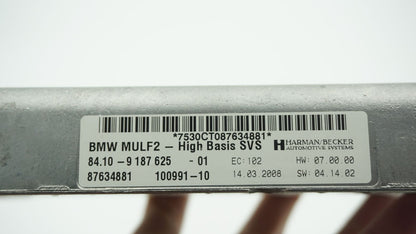 *7530CT087634881*
BMW MULF2 – High Basis SVS H HARMAN/BECKER
AUTOMOTIVE SYSTEMS
84.10 - 9 187 625 - 01 EC: 102 HW: 07.00.00
87634881 100991-10 14.03.2008 SW: 04.14.02